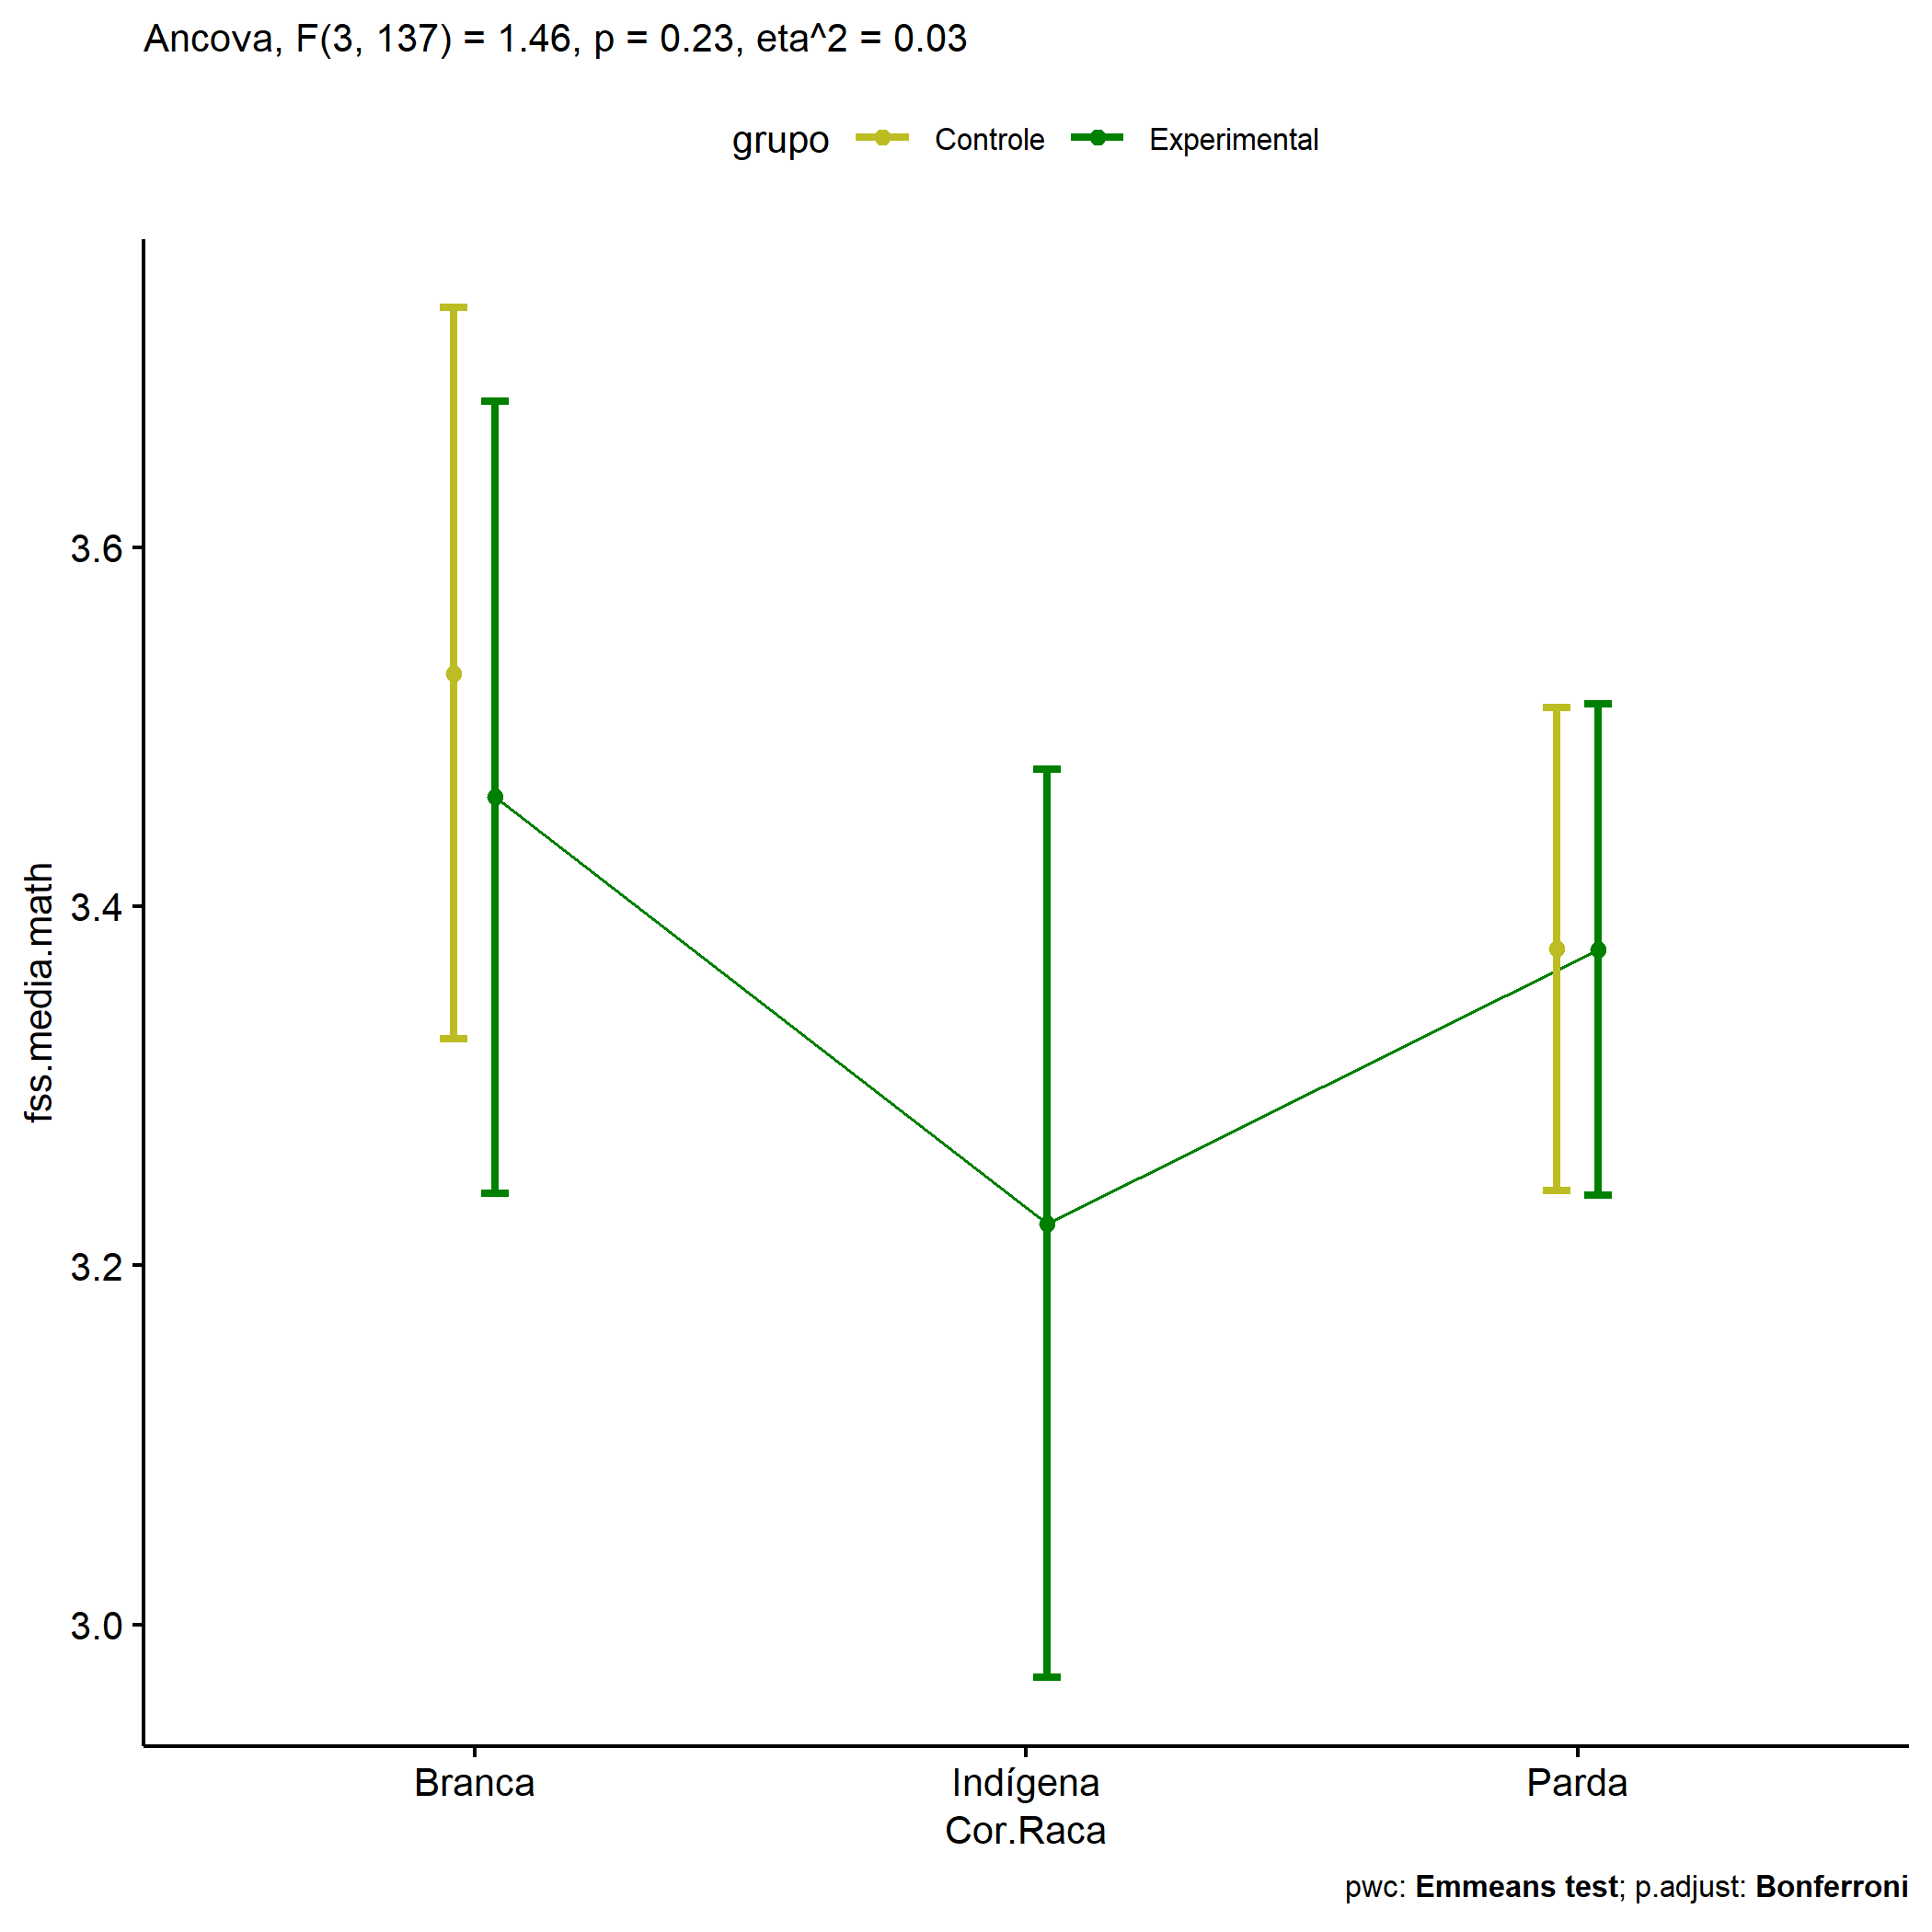 Ancova, F(3, 137) = 1.46, p = 0.23, eta^2 = 0.03
grupo Controle Experimental
fss.media.math
3.6
3.4
3.2
3.0
Branca Indígena Parda
Cor.Raca
pwc: Emmeans test; p.adjust: Bonferroni